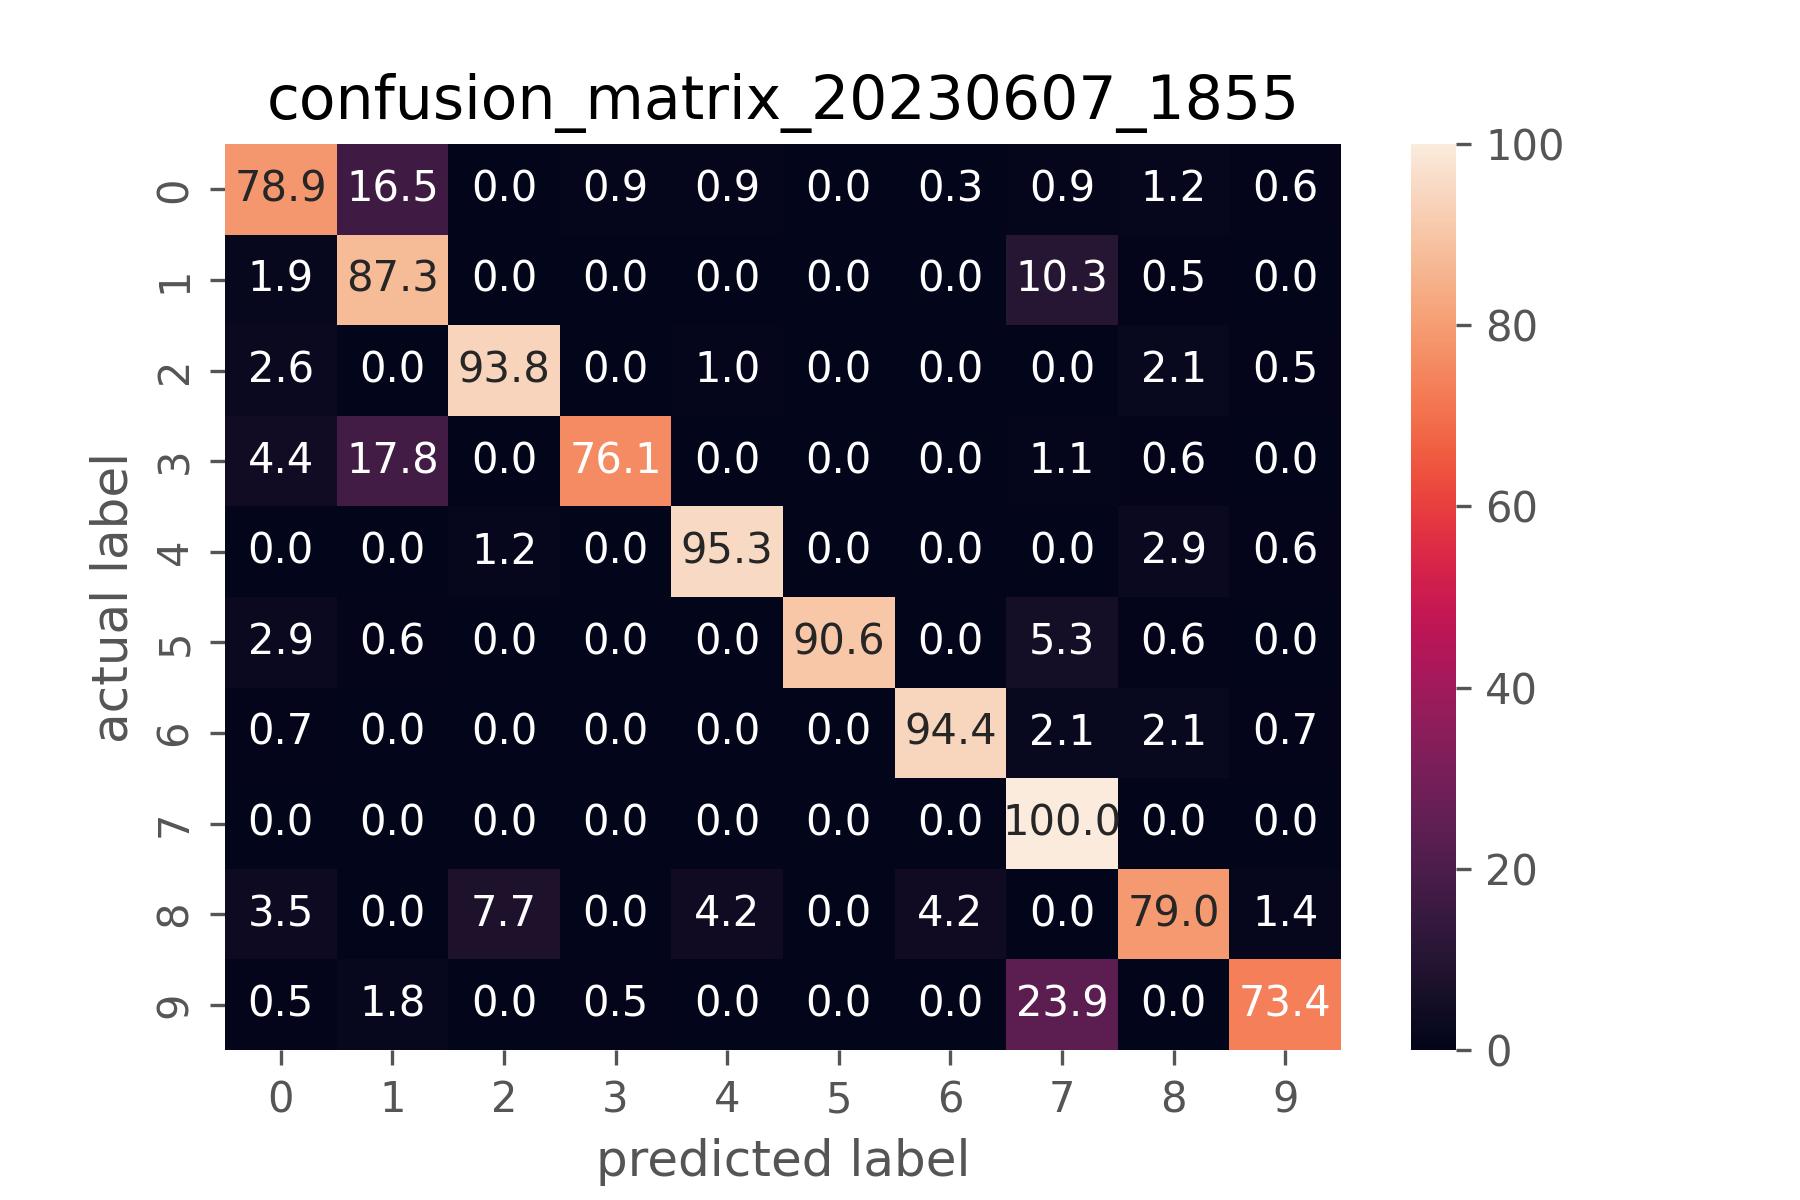 confusion_matrix_20230607_1855
0 78.9 16.5 0.0 0.9 0.9 0.0 0.3 0.9 1.2 0.6
1 1.9 87.3 0.0 0.0 0.0 0.0 0.0 10.3 0.5 0.0
2 2.6 0.0 93.8 0.0 1.0 0.0 0.0 0.0 2.1 0.5
3 4.4 17.8 0.0 76.1 0.0 0.0 0.0 1.1 0.6 0.0
4 0.0 0.0 1.2 0.0 95.3 0.0 0.0 0.0 2.9 0.6
5 2.9 0.6 0.0 0.0 0.0 90.6 0.0 5.3 0.6 0.0
6 0.7 0.0 0.0 0.0 0.0 0.0 94.4 2.1 2.1 0.7
7 0.0 0.0 0.0 0.0 0.0 0.0 0.0 100.0 0.0 0.0
8 3.5 0.0 7.7 0.0 4.2 0.0 4.2 0.0 79.0 1.4
9 0.5 1.8 0.0 0.5 0.0 0.0 0.0 23.9 0.0 73.4
0 1 2 3 4 5 6 7 8 9
predicted label
actual label
100
80
60
40
20
0